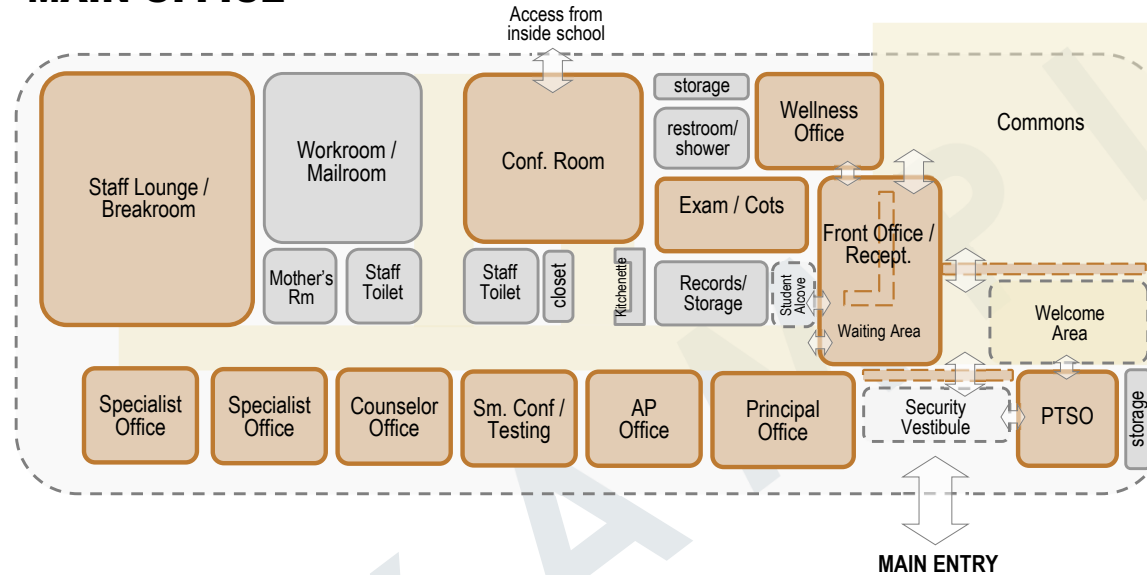 Access from
inside school
storage
Wellness
Office
Commons
restroom/
shower
Workroom /
Mailroom
Conf. Room
Staff Lounge /
Breakroom
Exam / Cots
Front Office /
Recept.
Mother's
Rm
Staff
Toilet
Staff
Toilet
closet
Kitchenette
Records/
Storage
Student
Alcove
Waiting Area
Welcome
Area
Specialist
Office
Specialist
Office
Counselor
Office
Sm. Conf /
Testing
AP
Office
Principal
Office
Security
Vestibule
PTSO
storage
MAIN ENTRY